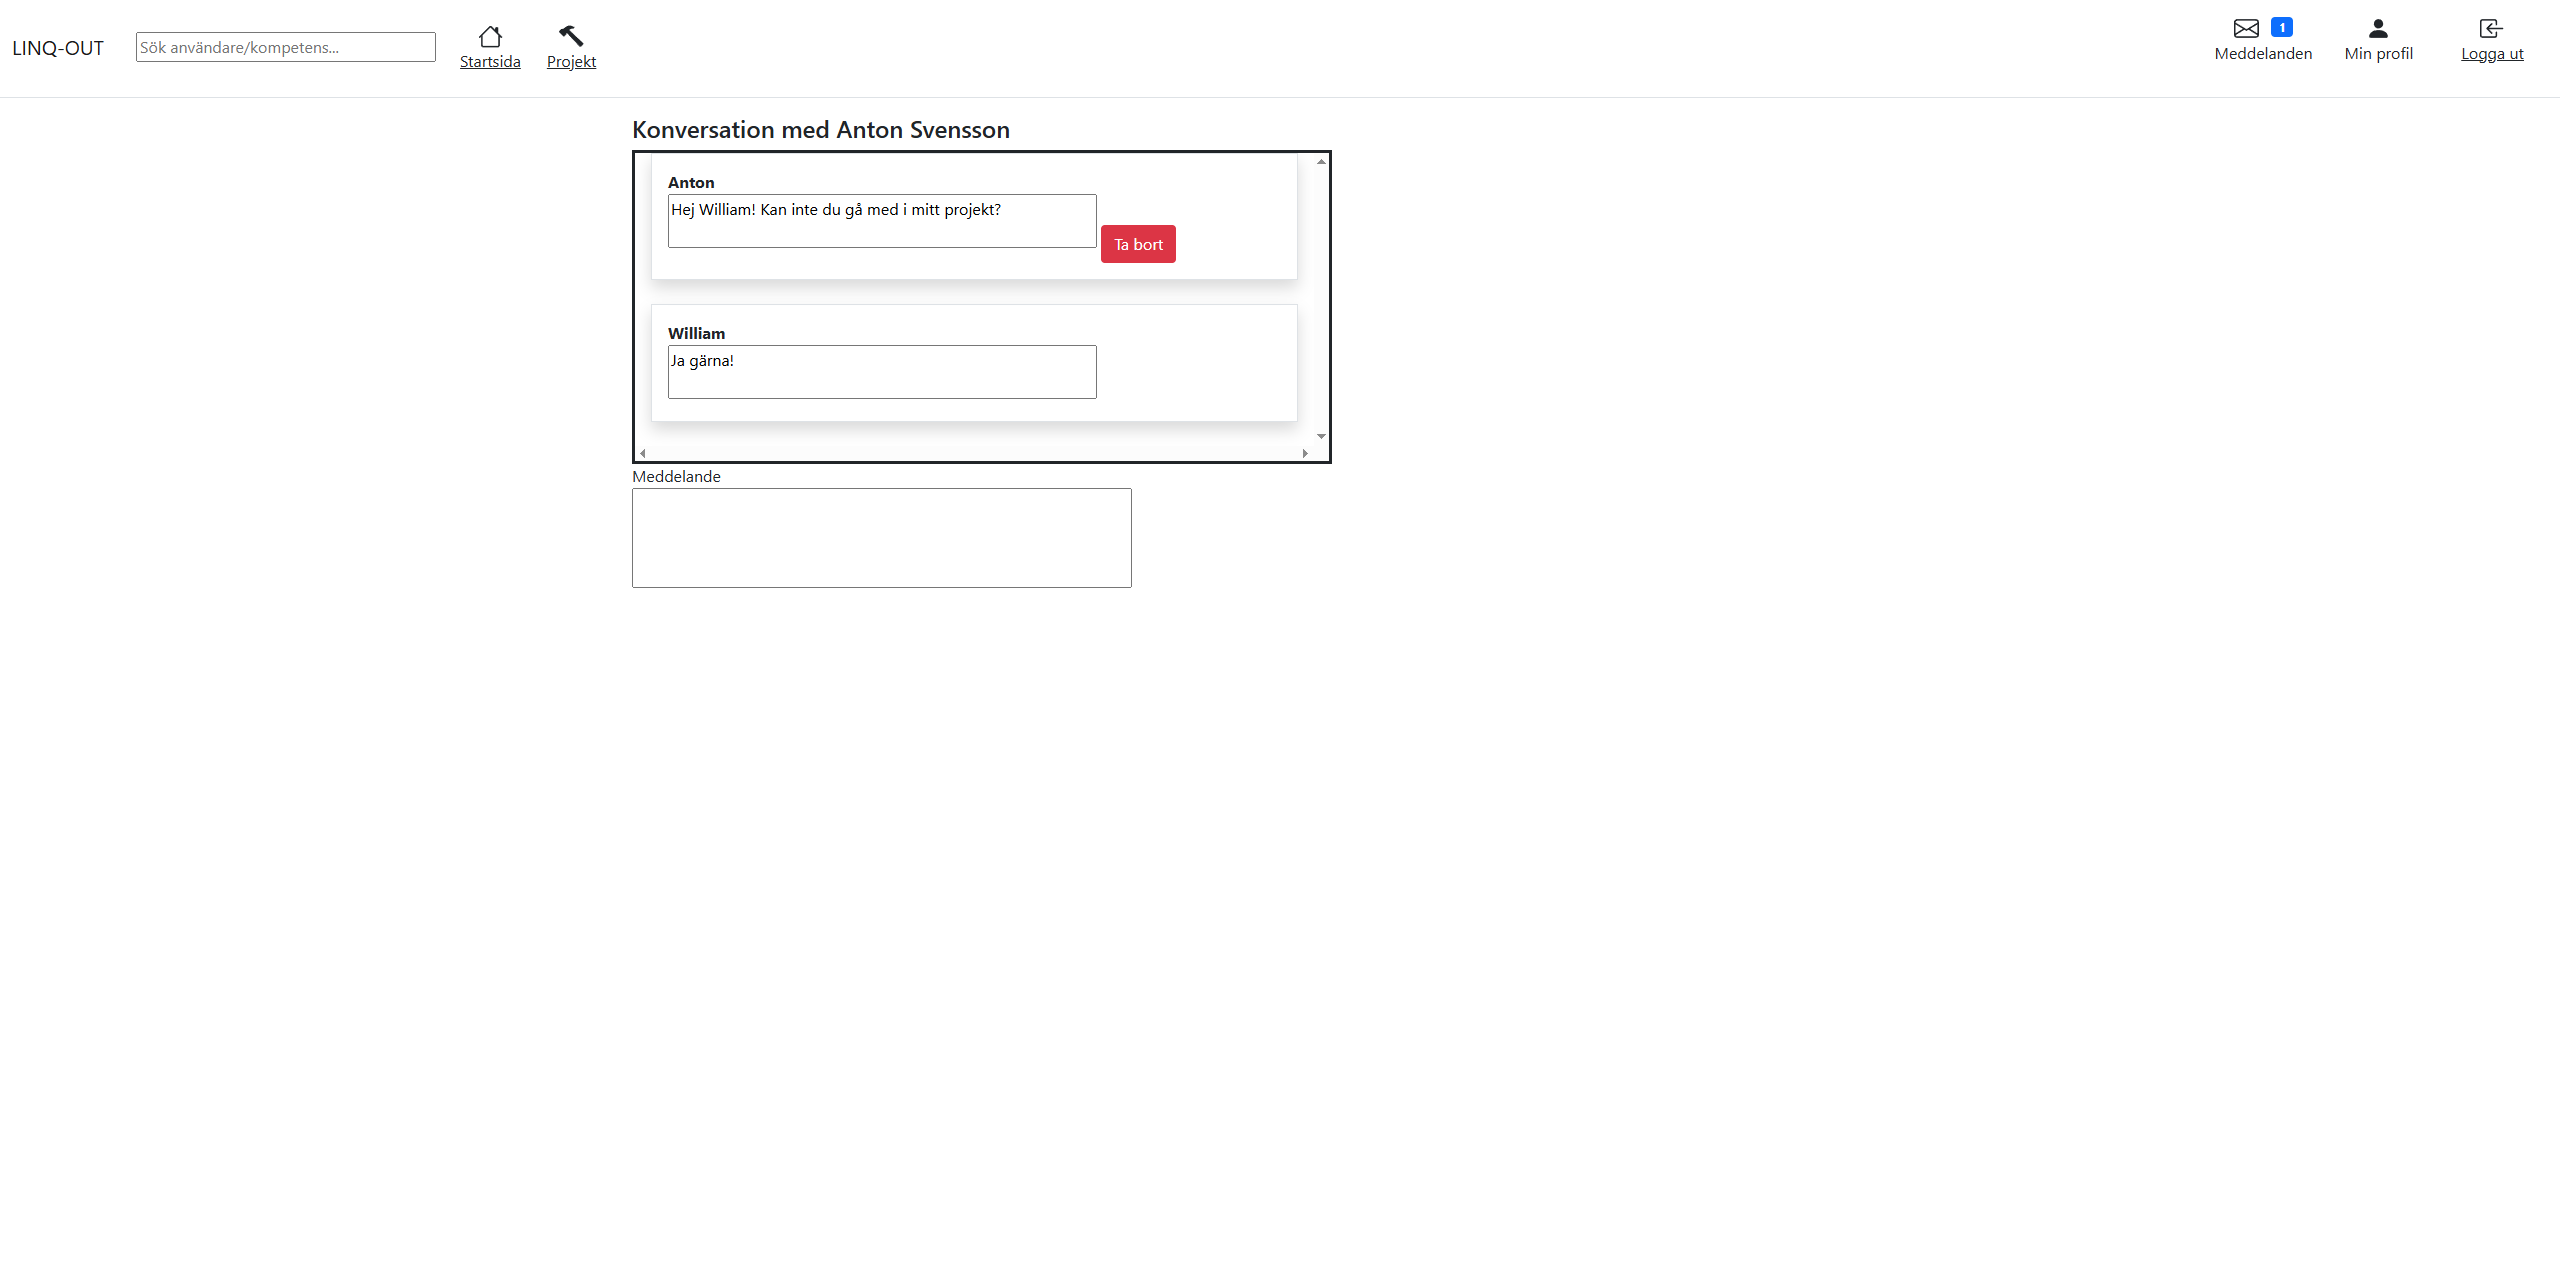 LINQ-OUT
Sök användare/kompetens...
Startsida
Projekt
1
Meddelanden
Min profil
Logga ut
Konversation med Anton Svensson
Anton
Hej William! Kan inte du gå med i mitt projekt?
Ta bort
William
Ja gärna!
Meddelande